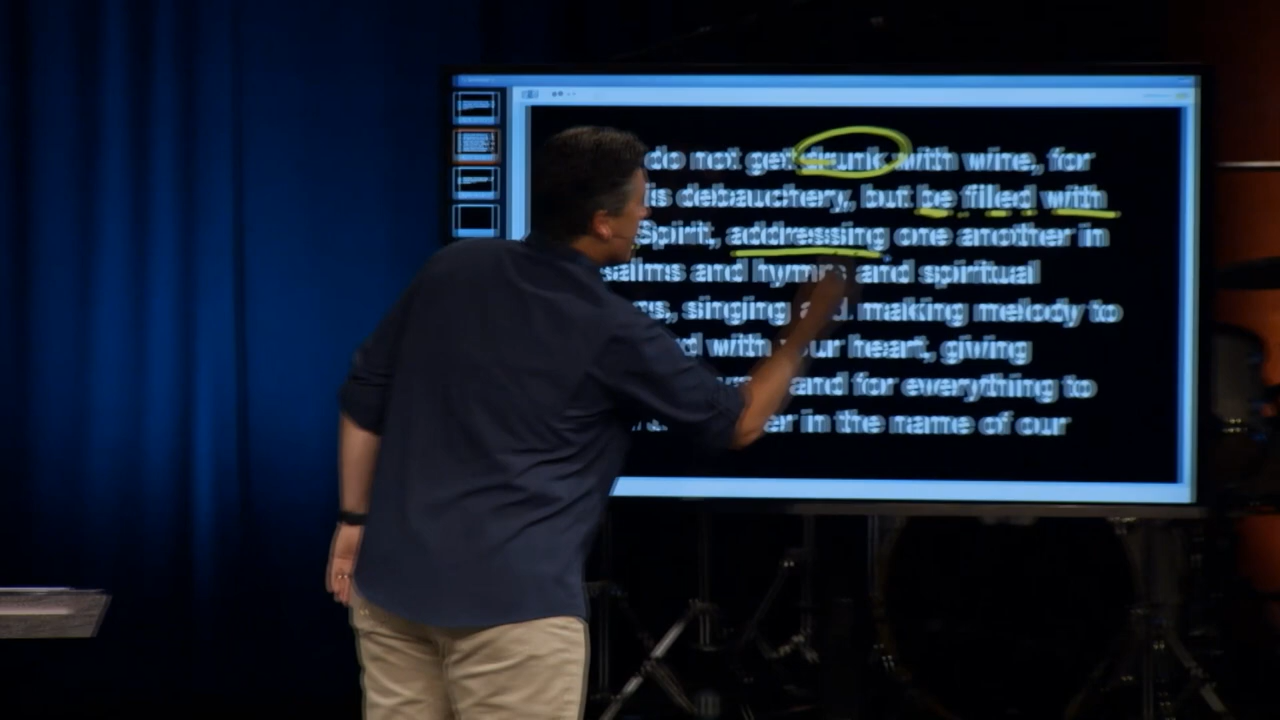 do not get drunk with wine, for
is debauchery, but be filled with
Spirit, addressing one another in
salms and hymns and spiritual
singing and making melody to
with your heart, giving
and for everything to
in the name of our